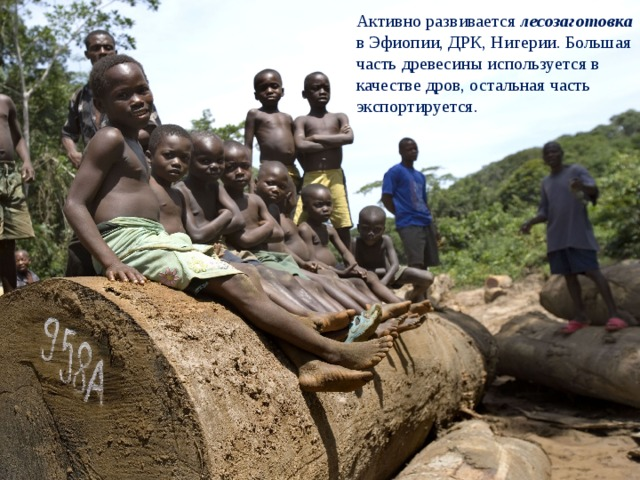 Активно развивается лесозаготовка
в Эфиопии, ДРК, Нигерии. Большая
часть древесины используется в
качестве дров, остальная часть
экспортируется.
958A